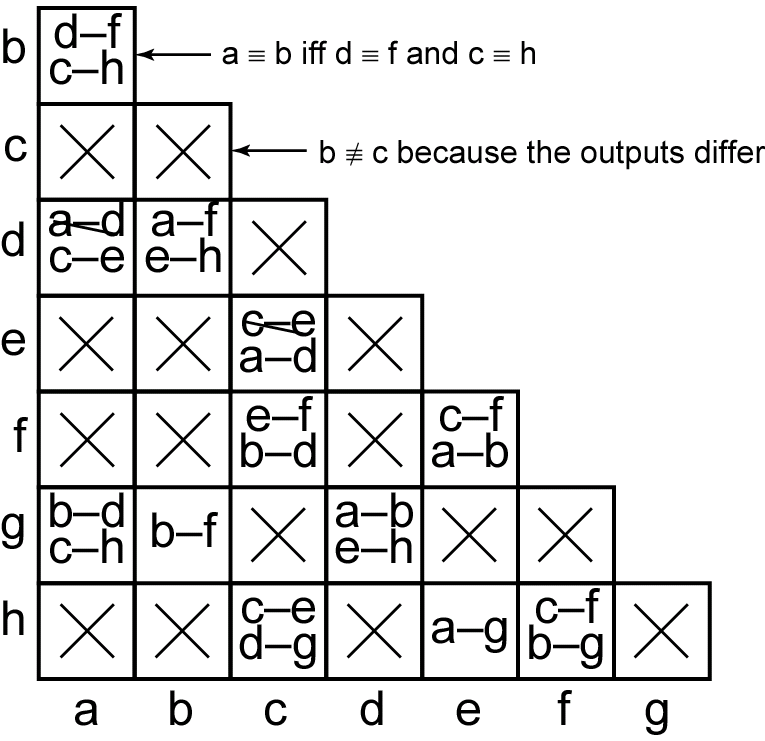 b
d–f
c–h
a ≡ b iff d ≡ f and c ≡ h
c
b ≢ c because the outputs differ
d
a–d
c–e
a–f
e–h
e
c–e
a–d
f
e–f
b–d
c–f
a–b
g
b–d
c–h
b–f
a–b
e–h
h
c–e
d–g
a–g
c–f
b–g
a b c d e f g